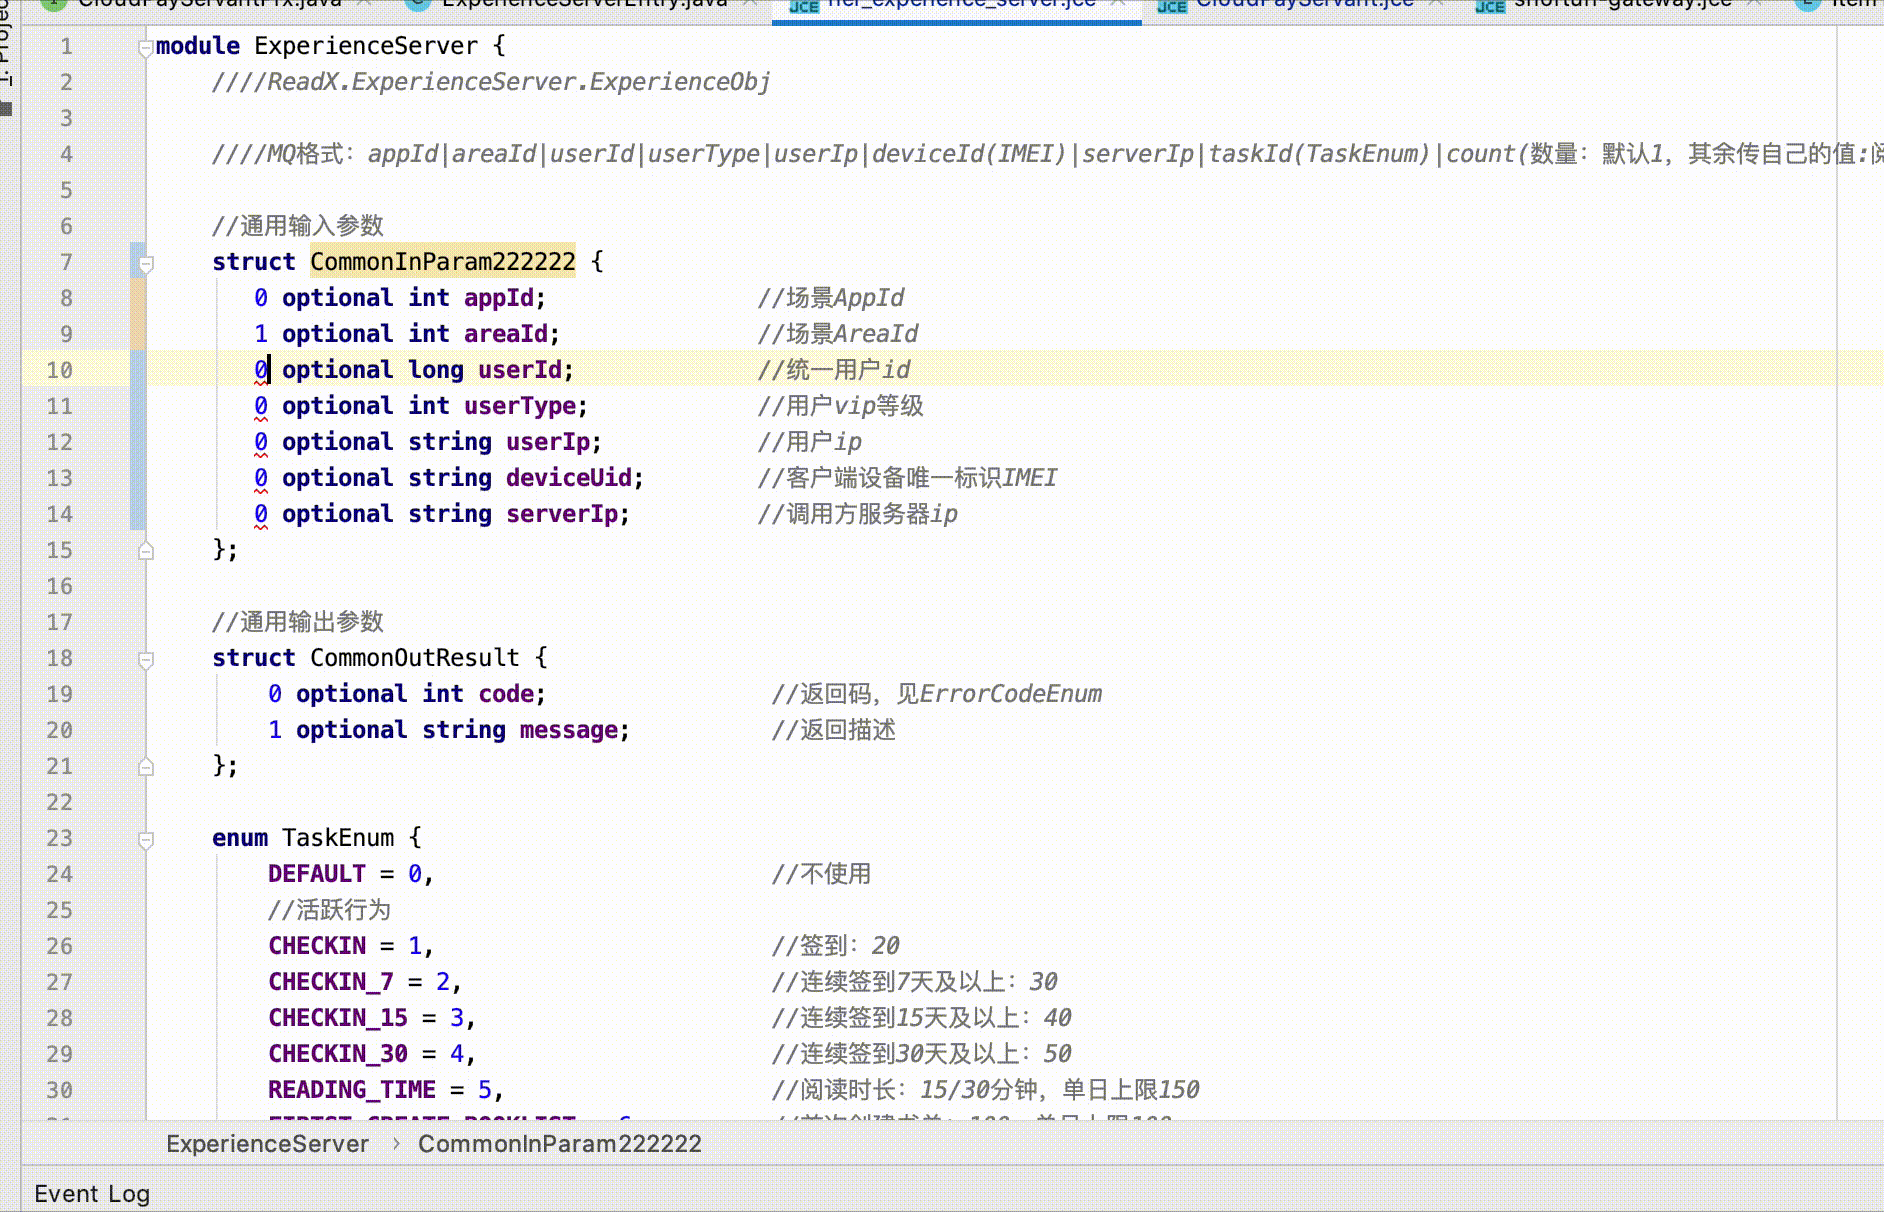 CloudPayServantPrx.java ExperienceServerEntry.java her_experience_server.jce CloudPayServant.jce shorturl-gateway.jce
1 module ExperienceServer {
2 ////ReadX.ExperienceServer.ExperienceObj
3
4 ////MQ格式：appId|areaId|userId|userType|userIp|deviceId(IMEI)|serverIp|taskId(TaskEnum)|count(数量：默认1，其余传自己的值:阅
5
6 //通用输入参数
7 struct CommonInParam222222 {
8 0 optional int appId; //场景AppId
9 1 optional int areaId; //场景AreaId
10 0 optional long userId; //统一用户id
11 0 optional int userType; //用户vip等级
12 0 optional string userIp; //用户ip
13 0 optional string deviceUid; //客户端设备唯一标识IMEI
14 0 optional string serverIp; //调用方服务器ip
15 };
16
17 //通用输出参数
18 struct CommonOutResult {
19 0 optional int code; //返回码，见ErrorCodeEnum
20 1 optional string message; //返回描述
21 };
22
23 enum TaskEnum {
24 DEFAULT = 0, //不使用
25 //活跃行为
26 CHECKIN = 1, //签到：20
27 CHECKIN_7 = 2, //连续签到7天及以上：30
28 CHECKIN_15 = 3, //连续签到15天及以上：40
29 CHECKIN_30 = 4, //连续签到30天及以上：50
30 READING_TIME = 5, //阅读时长：15/30分钟，单日上限150
ExperienceServer › CommonInParam222222
Event Log